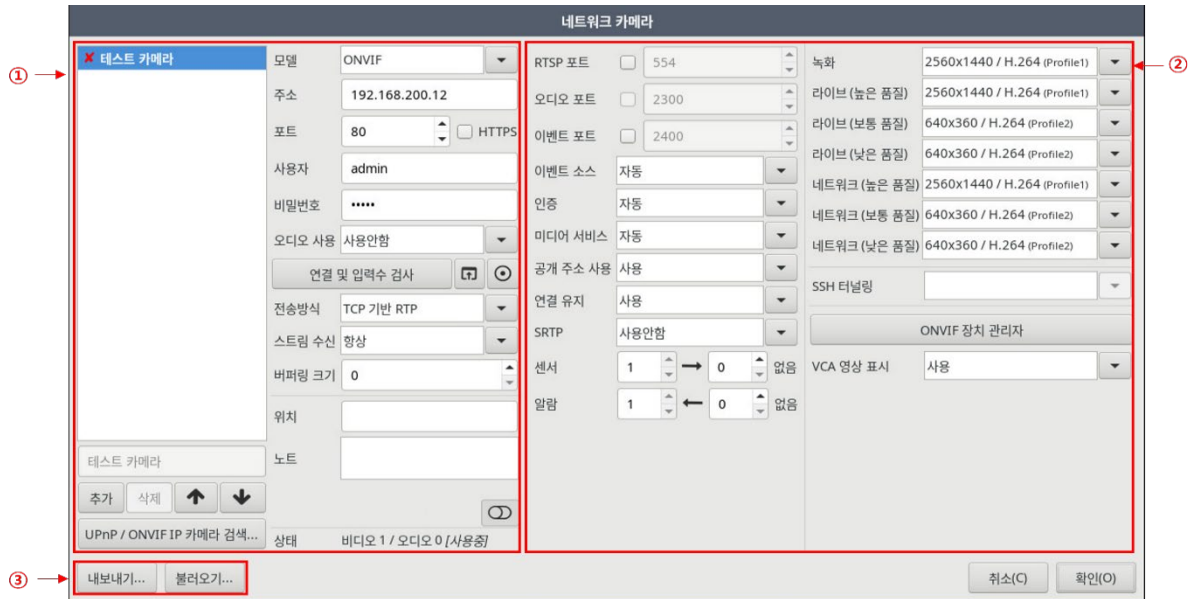 네트워크 카메라
①
②
③
✘ 테스트 카메라
테스트 카메라
추가
삭제
UPnP / ONVIF IP 카메라 검색...
모델
ONVIF
주소
192.168.200.12
포트
80
HTTPS
사용자
admin
비밀번호
•••••
오디오 사용
사용안함
연결 및 입력수 검사
전송방식
TCP 기반 RTP
스트림 수신
항상
버퍼링 크기
0
위치
노트
상태
비디오 1 / 오디오 0 [사용중]
RTSP 포트
554
오디오 포트
2300
이벤트 포트
2400
이벤트 소스
자동
인증
자동
미디어 서비스
자동
공개 주소 사용
사용
연결 유지
사용
SRTP
사용안함
센서
1
0
없음
알람
1
0
없음
녹화
2560x1440 / H.264 (Profile1)
라이브 (높은 품질)
2560x1440 / H.264 (Profile1)
라이브 (보통 품질)
640x360 / H.264 (Profile2)
라이브 (낮은 품질)
640x360 / H.264 (Profile2)
네트워크 (높은 품질)
2560x1440 / H.264 (Profile1)
네트워크 (보통 품질)
640x360 / H.264 (Profile2)
네트워크 (낮은 품질)
640x360 / H.264 (Profile2)
SSH 터널링
ONVIF 장치 관리자
VCA 영상 표시
사용
내보내기...
불러오기...
취소(C)
확인(O)